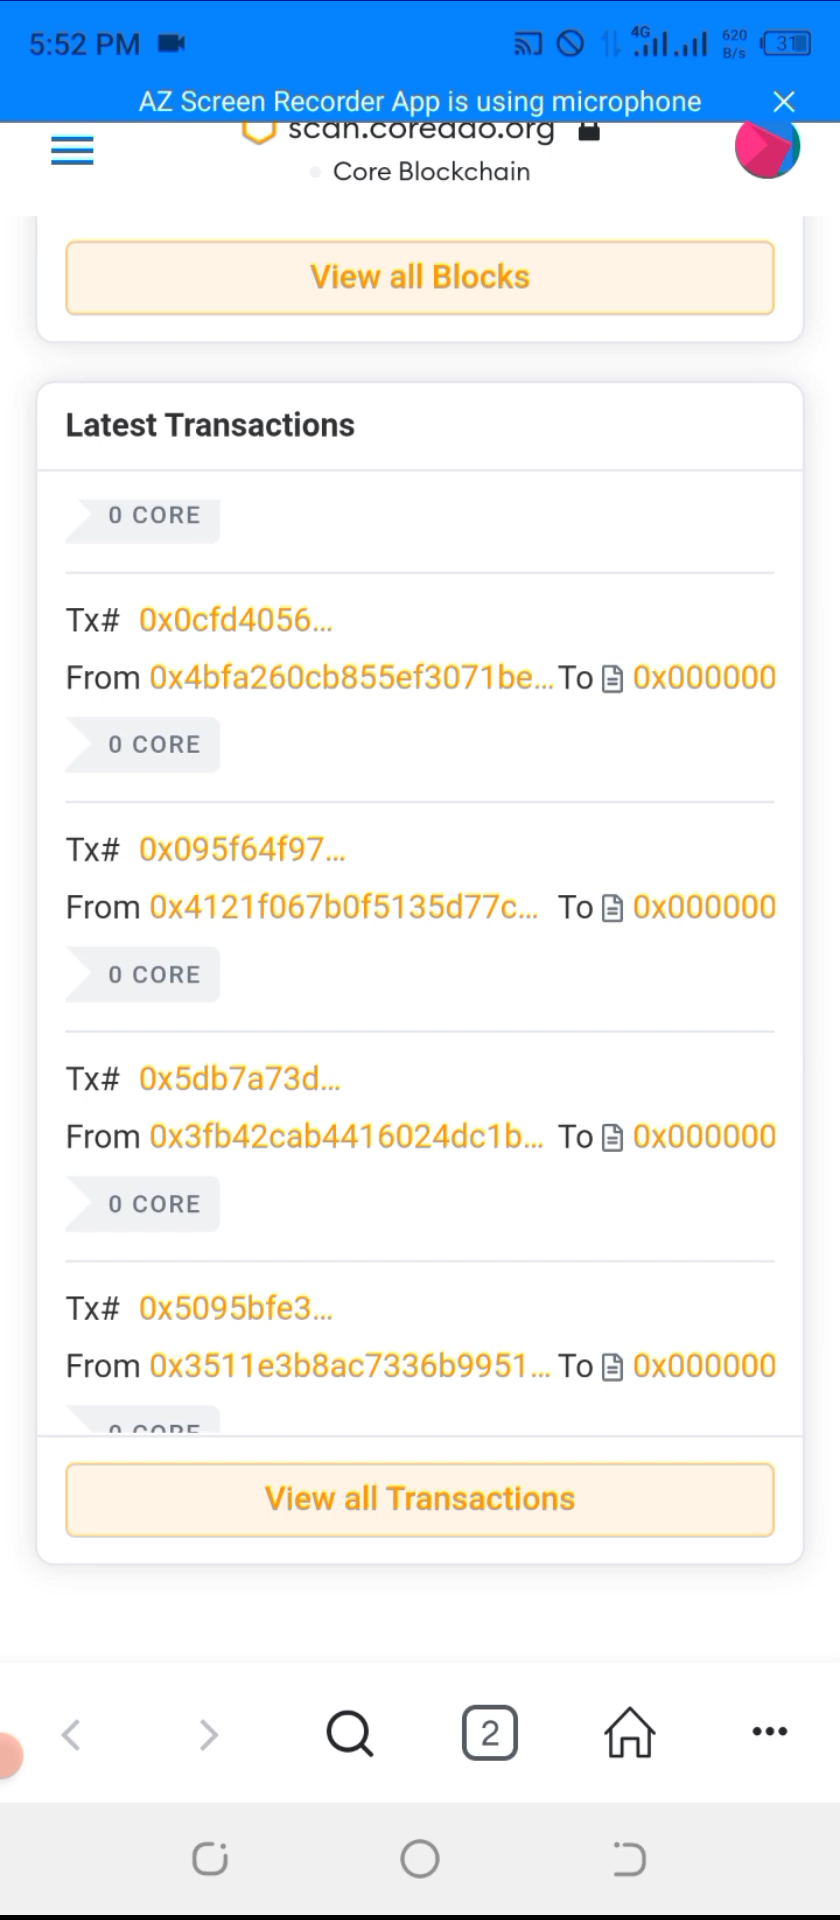 5:52 PM 4G 620 B/s 31
AZ Screen Recorder App is using microphone
scan.coredao.org
Core Blockchain
View all Blocks
Latest Transactions
0 CORE
Tx# 0x0cfd4056...
From 0x4bfa260cb855ef3071be... To 0x000000
0 CORE
Tx# 0x095f64f97...
From 0x4121f067b0f5135d77c... To 0x000000
0 CORE
Tx# 0x5db7a73d...
From 0x3fb42cab4416024dc1b... To 0x000000
0 CORE
Tx# 0x5095bfe3...
From 0x3511e3b8ac7336b9951... To 0x000000
0 CORE
View all Transactions
2